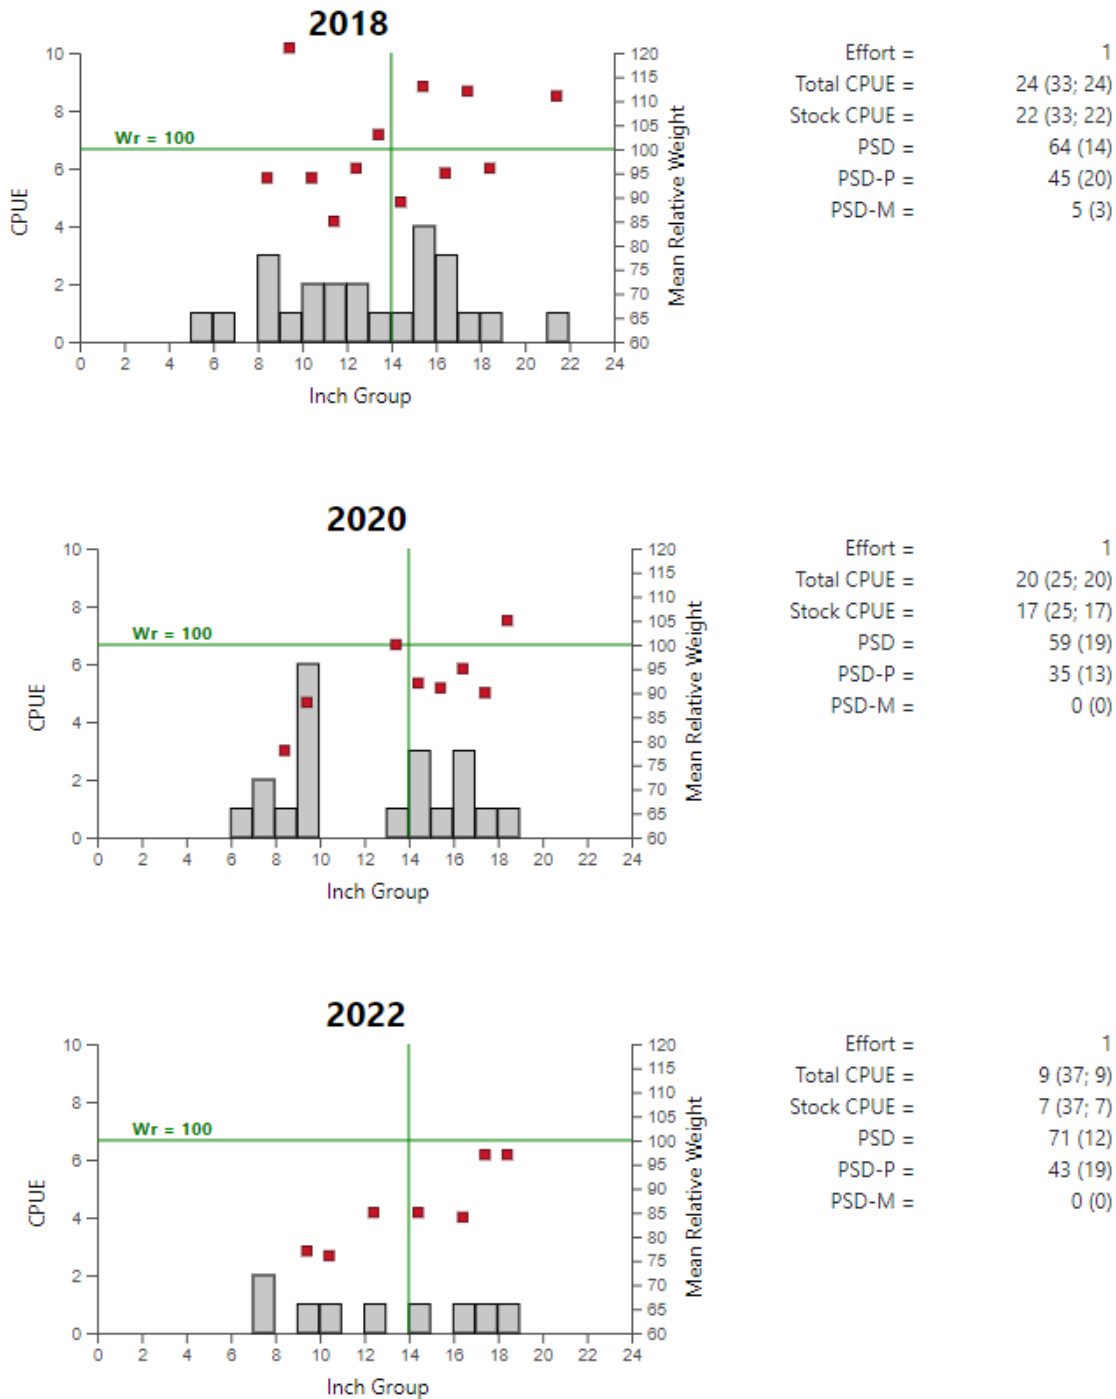 2018
10
8
6
4
2
0
CPUE
Wr = 100
120
115
110
105
100
95
90
85
80
75
70
65
60
Mean Relative Weight
0 2 4 6 8 10 12 14 16 18 20 22 24
Inch Group
Effort = 1
Total CPUE = 24 (33; 24)
Stock CPUE = 22 (33; 22)
PSD = 64 (14)
PSD-P = 45 (20)
PSD-M = 5 (3)
2020
10
8
6
4
2
0
CPUE
Wr = 100
120
115
110
105
100
95
90
85
80
75
70
65
60
Mean Relative Weight
0 2 4 6 8 10 12 14 16 18 20 22 24
Inch Group
Effort = 1
Total CPUE = 20 (25; 20)
Stock CPUE = 17 (25; 17)
PSD = 59 (19)
PSD-P = 35 (13)
PSD-M = 0 (0)
2022
10
8
6
4
2
0
CPUE
Wr = 100
120
115
110
105
100
95
90
85
80
75
70
65
60
Mean Relative Weight
0 2 4 6 8 10 12 14 16 18 20 22 24
Inch Group
Effort = 1
Total CPUE = 9 (37; 9)
Stock CPUE = 7 (37; 7)
PSD = 71 (12)
PSD-P = 43 (19)
PSD-M = 0 (0)